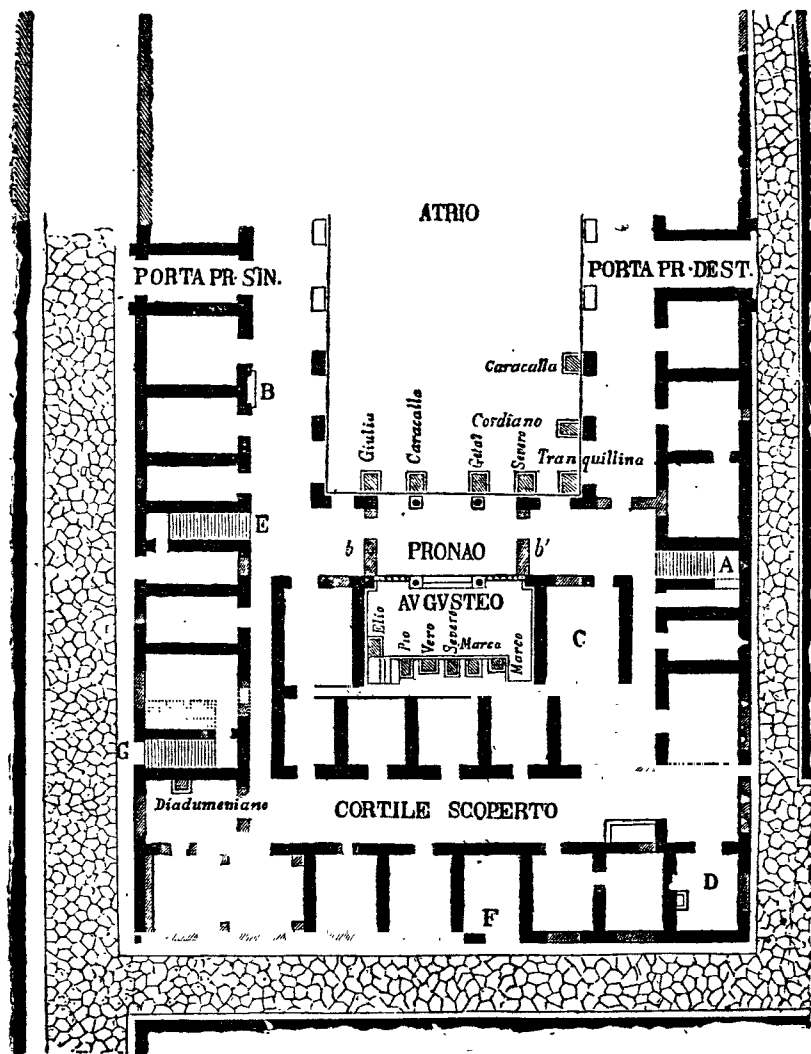 ATRIO
PORTA PR. SIN.
PORTA PR. DEST.
Caracalla
B
Giulia
Caracalla
Geta?
Severo
Cordiano
Tranquillina
E
b
PRONAO
b'
A
AVGVSTEO
Elio
Pio
Vero
Severo
Marco
Marco
C
G
Diadumeniano
CORTILE SCOPERTO
D
F